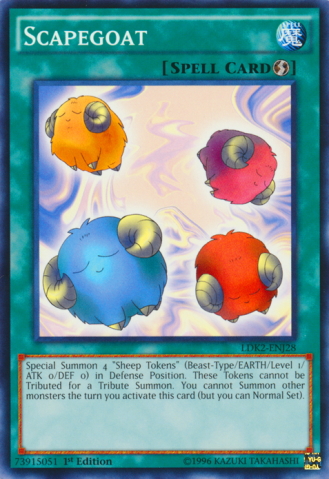 SCAPEGOAT
[SPELL CARD]
LDK2-ENJ28
Special Summon 4 "Sheep Tokens" (Beast-Type/EARTH/Level 1/
ATK 0/DEF 0) in Defense Position. These Tokens cannot be
Tributed for a Tribute Summon. You cannot Summon other
monsters the turn you activate this card (but you can Normal Set).
73915051 1st Edition
©1996 KAZUKI TAKAHASHI